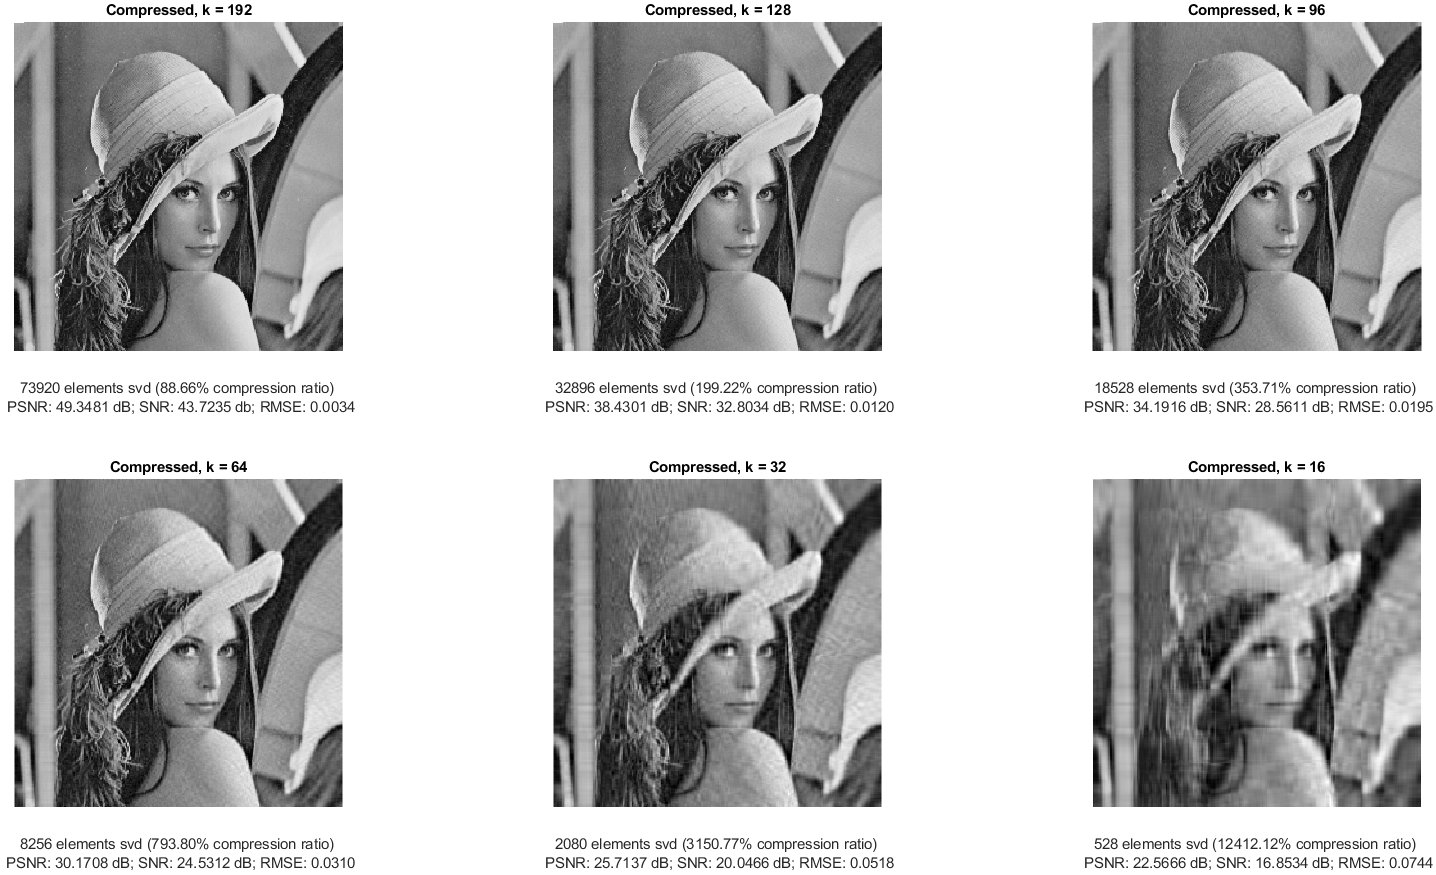 Compressed, k = 192
Compressed, k = 128
Compressed, k = 96
73920 elements svd (88.66% compression ratio)
PSNR: 49.3481 dB; SNR: 43.7235 db; RMSE: 0.0034
32896 elements svd (199.22% compression ratio)
PSNR: 38.4301 dB; SNR: 32.8034 dB; RMSE: 0.0120
18528 elements svd (353.71% compression ratio)
PSNR: 34.1916 dB; SNR: 28.5611 dB; RMSE: 0.0195
Compressed, k = 64
Compressed, k = 32
Compressed, k = 16
8256 elements svd (793.80% compression ratio)
PSNR: 30.1708 dB; SNR: 24.5312 db; RMSE: 0.0310
2080 elements svd (3150.77% compression ratio)
PSNR: 25.7137 dB; SNR: 20.0466 dB; RMSE: 0.0518
528 elements svd (12412.12% compression ratio)
PSNR: 22.5666 dB; SNR: 16.8534 dB; RMSE: 0.0744